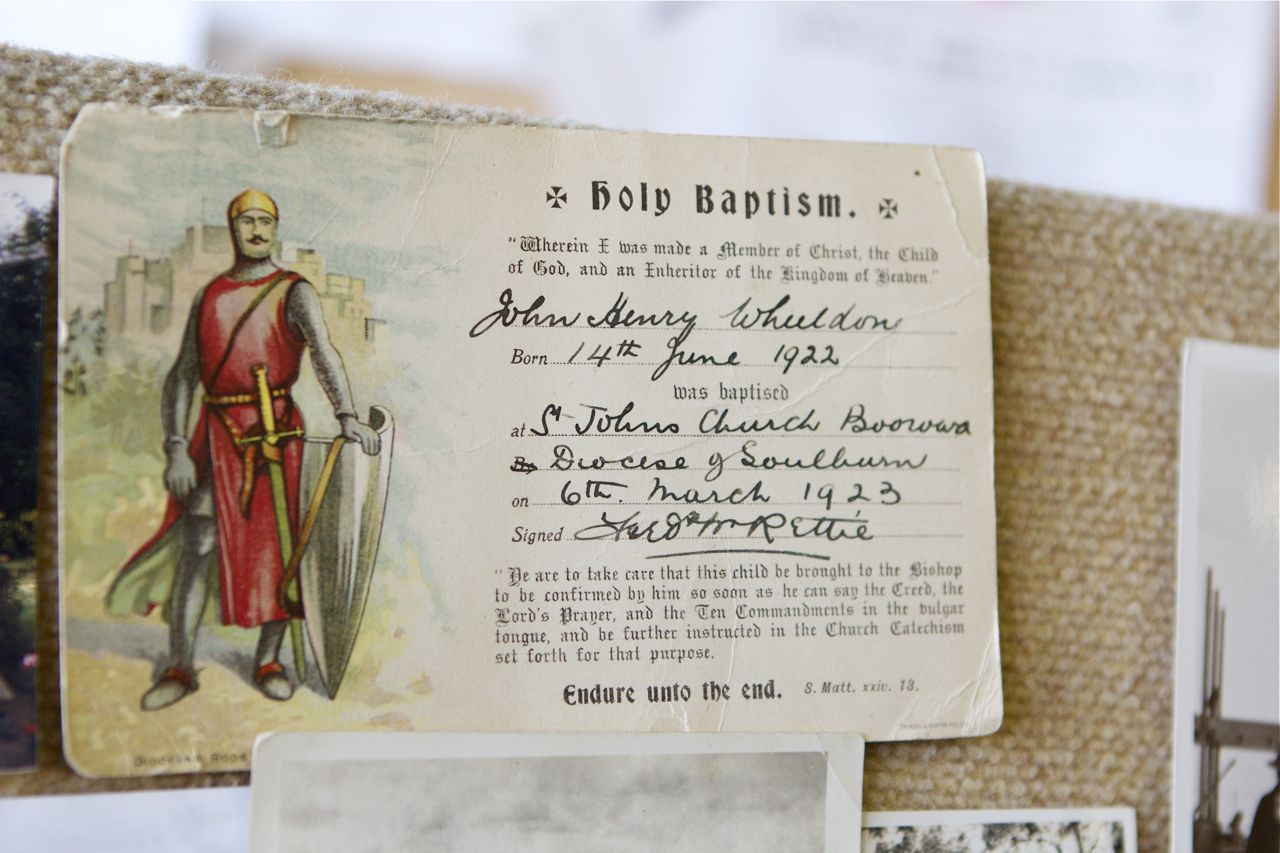 Holy Baptism.
"Wherein I was made a Member of Christ, the Child
of God, and an Inheritor of the Kingdom of Heaven."
John Henry Wheeldon
Born 14th June 1922
was baptised
at St Johns Church Boorowa
Diocese of Goulburn
on 6th. March 1923
Signed
"Ye are to take care that this child be brought to the Bishop
to be confirmed by him so soon as he can say the Creed, the
Lord's Prayer, and the Ten Commandments in the vulgar
tongue, and be further instructed in the Church Catechism
set forth for that purpose.
Endure unto the end. S. Matt. xxiv. 13.
Diocesan Book